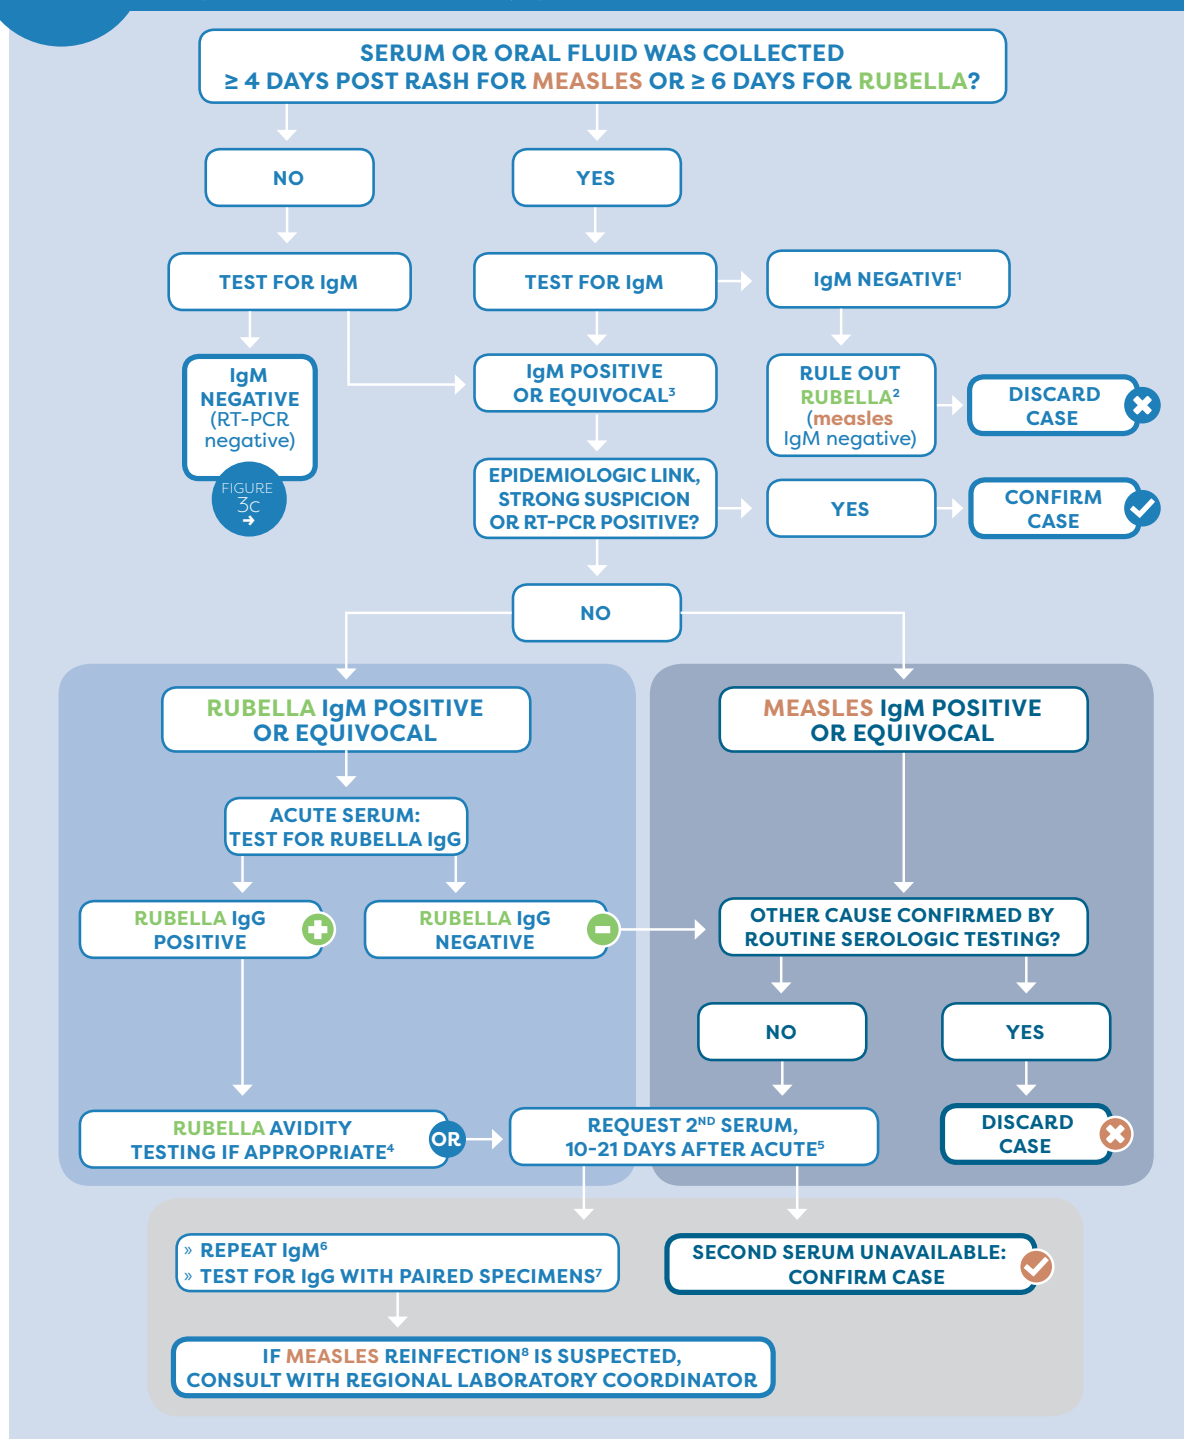 SERUM OR ORAL FLUID WAS COLLECTED
≥ 4 DAYS POST RASH FOR MEASLES OR ≥ 6 DAYS FOR RUBELLA?
NO
YES
TEST FOR IgM
TEST FOR IgM
IgM NEGATIVE¹
IgM
NEGATIVE
(RT-PCR
negative)
FIGURE
3c
IgM POSITIVE
OR EQUIVOCAL³
RULE OUT
RUBELLA²
(measles
IgM negative)
DISCARD
CASE
EPIDEMIOLOGIC LINK,
STRONG SUSPICION
OR RT-PCR POSITIVE?
YES
CONFIRM
CASE
NO
RUBELLA IgM POSITIVE
OR EQUIVOCAL
MEASLES IgM POSITIVE
OR EQUIVOCAL
ACUTE SERUM:
TEST FOR RUBELLA IgG
RUBELLA IgG
POSITIVE
RUBELLA IgG
NEGATIVE
OTHER CAUSE CONFIRMED BY
ROUTINE SEROLOGIC TESTING?
NO
YES
RUBELLA AVIDITY
TESTING IF APPROPRIATE⁴
OR
REQUEST 2ND SERUM,
10-21 DAYS AFTER ACUTE⁵
DISCARD
CASE
» REPEAT IgM⁶
» TEST FOR IgG WITH PAIRED SPECIMENS⁷
SECOND SERUM UNAVAILABLE:
CONFIRM CASE
IF MEASLES REINFECTION⁸ IS SUSPECTED,
CONSULT WITH REGIONAL LABORATORY COORDINATOR